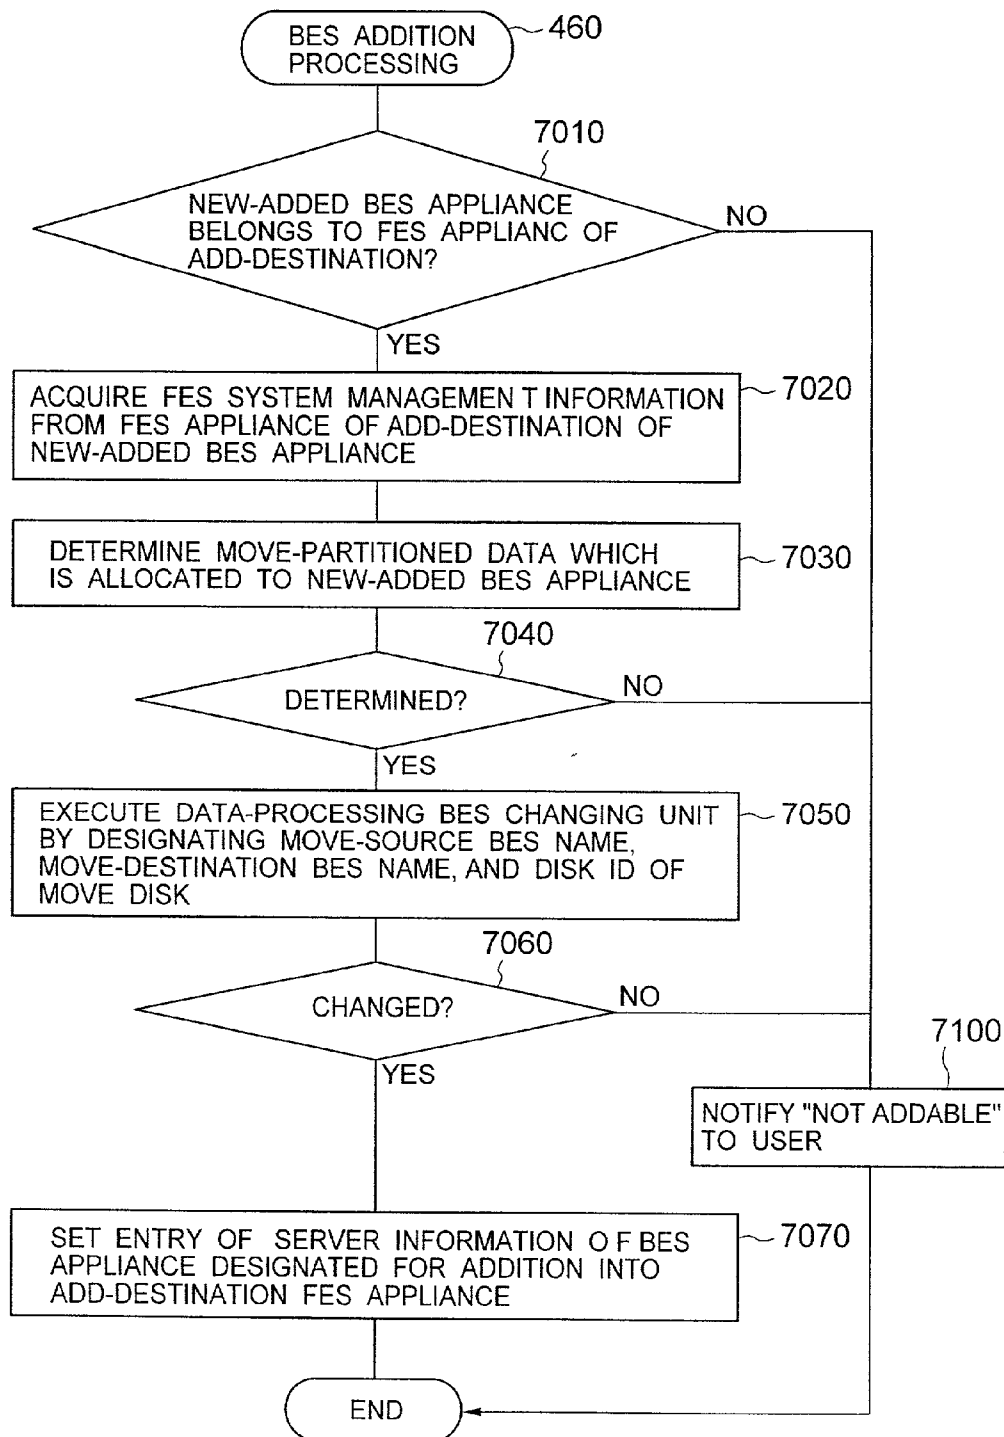 BES ADDITION
PROCESSING
460
7010
NEW-ADDED BES APPLIANCE
BELONGS TO FES APPLIANC OF
ADD-DESTINATION?
NO
YES
ACQUIRE FES SYSTEM MANAGEMENT INFORMATION
FROM FES APPLIANCE OF ADD-DESTINATION OF
NEW-ADDED BES APPLIANCE
7020
DETERMINE MOVE-PARTITIONED DATA WHICH
IS ALLOCATED TO NEW-ADDED BES APPLIANCE
7030
7040
DETERMINED?
NO
YES
EXECUTE DATA-PROCESSING BES CHANGING UNIT
BY DESIGNATING MOVE-SOURCE BES NAME,
MOVE-DESTINATION BES NAME, AND DISK ID OF
MOVE DISK
7050
7060
CHANGED?
NO
YES
7100
NOTIFY "NOT ADDABLE"
TO USER
SET ENTRY OF SERVER INFORMATION OF BES
APPLIANCE DESIGNATED FOR ADDITION INTO
ADD-DESTINATION FES APPLIANCE
7070
END